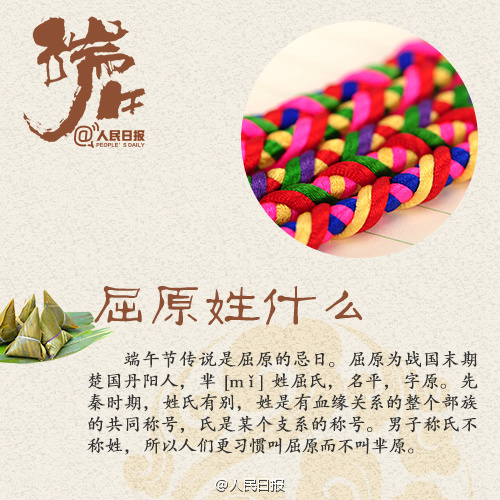 端午
@人民日报
PEOPLE'S DAILY
屈原姓什么
端午节传说是屈原的忌日。屈原为战国末期
楚国丹阳人，芈 [mǐ] 姓屈氏，名平，字原。先
秦时期，姓氏有别，姓是有血缘关系的整个部族
的共同称号，氏是某个支系的称号。男子称氏不
称姓，所以人们更习惯叫屈原而不叫芈原。
@人民日报